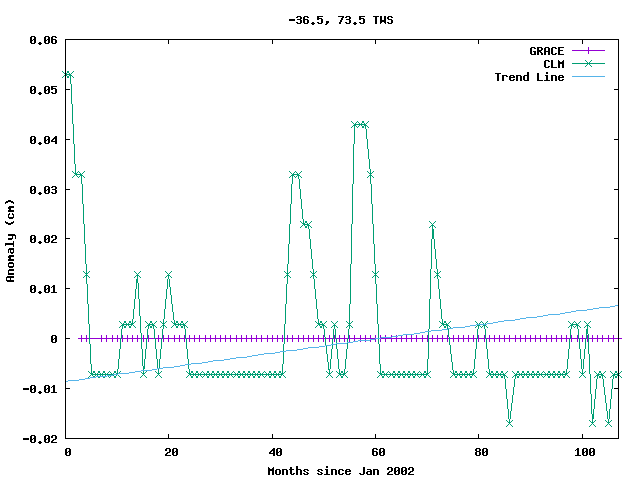 -36.5, 73.5 TWS
GRACE
CLM
Trend Line
0.06
0.05
0.04
0.03
0.02
0.01
0
-0.01
-0.02
Anomaly (cm)
0 20 40 60 80 100
Months since Jan 2002